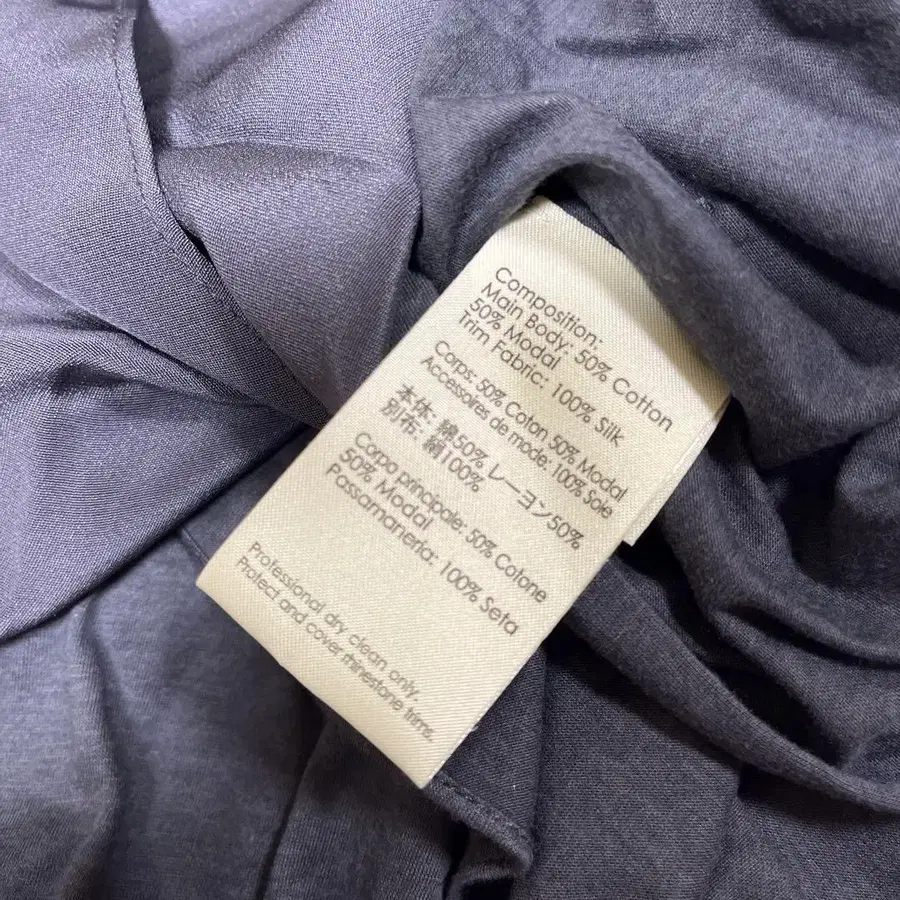 Composition:
Main Body: 50% Cotton
50% Modal
Trim Fabric: 100% Silk
Corps: 50% Coton 50% Modal
Accessoires de mode: 100% Soie
本体: 綿50% レーヨン50%
別布: 絹100%
Corpo principale: 50% Cotone
50% Modal
Passamaneria: 100% Seta
Professional dry clean only.
Protect and cover rhinestone trims.